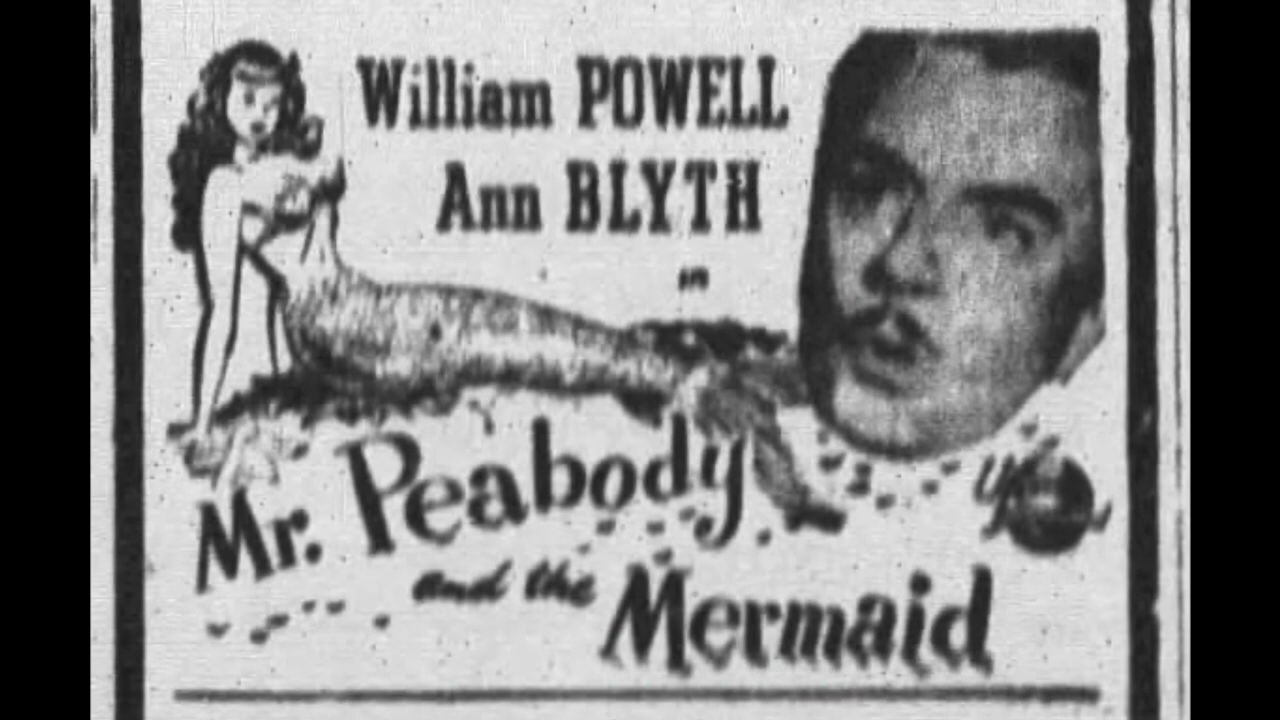 William POWELL
Ann BLYTH
in
Mr. Peabody
and the
Mermaid